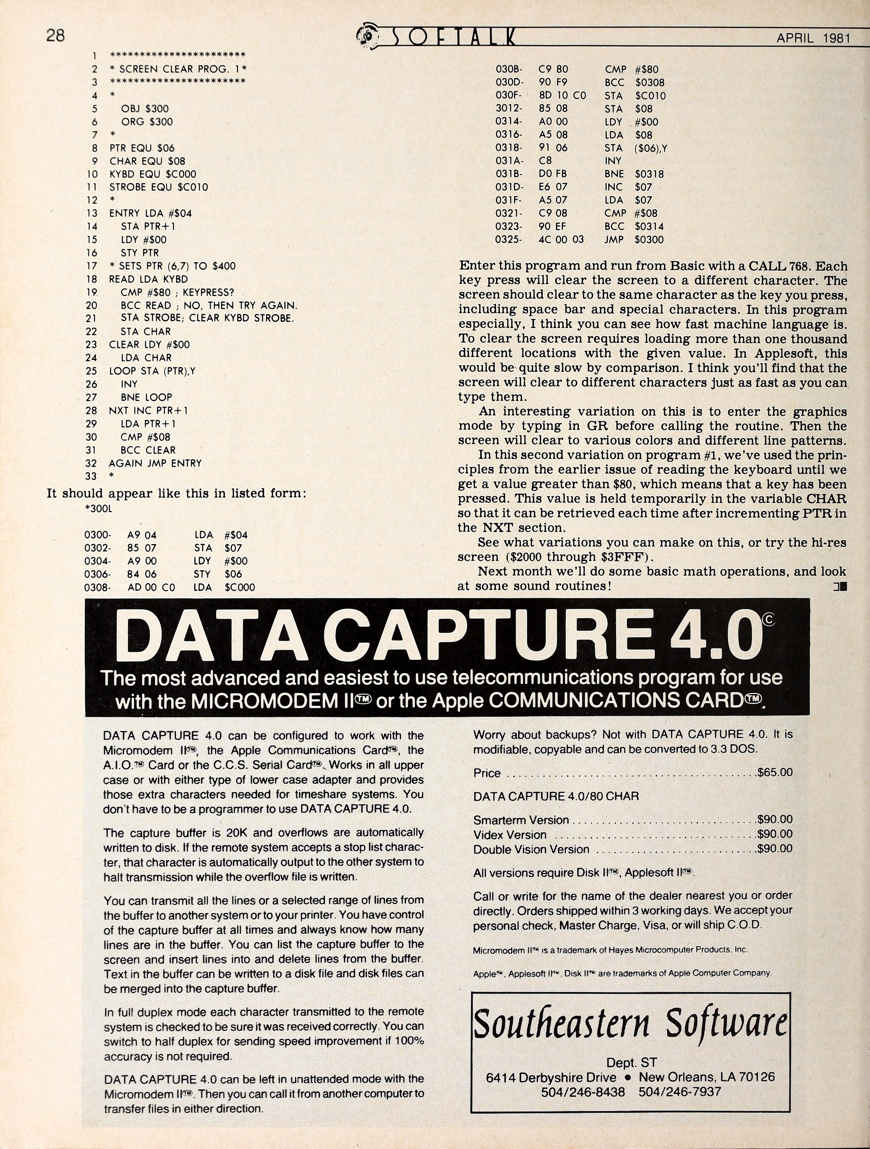 28
SOFTALK
APRIL 1981
1 ***********************
2 * SCREEN CLEAR PROG. 1*
3 ***********************
4 *
5 OBJ $300
6 ORG $300
7 *
8 PTR EQU $06
9 CHAR EQU $08
10 KYBD EQU $C000
11 STROBE EQU $C010
12 *
13 ENTRY LDA #$04
14 STA PTR+1
15 LDY #$00
16 STY PTR
17 * SETS PTR (6,7) TO $400
18 READ LDA KYBD
19 CMP #$80 ; KEYPRESS?
20 BCC READ ; NO, THEN TRY AGAIN.
21 STA STROBE; CLEAR KYBD STROBE.
22 STA CHAR
23 CLEAR LDY #$00
24 LDA CHAR
25 LOOP STA (PTR),Y
26 INY
27 BNE LOOP
28 NXT INC PTR+1
29 LDA PTR+1
30 CMP #$08
31 BCC CLEAR
32 AGAIN JMP ENTRY
33 *
It should appear like this in listed form:
*300L
0300- A9 04 LDA #$04
0302- 85 07 STA $07
0304- A9 00 LDY #$00
0306- 84 06 STY $06
0308- AD 00 C0 LDA $C000
030B- C9 80 CMP #$80
030D- 90 F9 BCC $0308
030F- 8D 10 C0 STA $C010
3012- 85 08 STA $08
0314- A0 00 LDY #$00
0316- A5 08 LDA $08
0318- 91 06 STA ($06),Y
031A- C8 INY
031B- D0 FB BNE $0318
031D- E6 07 INC $07
031F- A5 07 LDA $07
0321- C9 08 CMP #$08
0323- 90 EF BCC $0314
0325- 4C 00 03 JMP $0300
Enter this program and run from Basic with a CALL 768. Each
key press will clear the screen to a different character. The
screen should clear to the same character as the key you press,
including space bar and special characters. In this program
especially, I think you can see how fast machine language is.
To clear the screen requires loading more than one thousand
different locations with the given value. In Applesoft, this
would be quite slow by comparison. I think you'll find that the
screen will clear to different characters just as fast as you can
type them.
An interesting variation on this is to enter the graphics
mode by typing in GR before calling the routine. Then the
screen will clear to various colors and different line patterns.
In this second variation on program #1, we've used the prin-
ciples from the earlier issue of reading the keyboard until we
get a value greater than $80, which means that a key has been
pressed. This value is held temporarily in the variable CHAR
so that it can be retrieved each time after incrementing PTR in
the NXT section.
See what variations you can make on this, or try the hi-res
screen ($2000 through $3FFF).
Next month we'll do some basic math operations, and look
at some sound routines!
DATA CAPTURE 4.0©
The most advanced and easiest to use telecommunications program for use
with the MICROMODEM II™ or the Apple COMMUNICATIONS CARD™.
DATA CAPTURE 4.0 can be configured to work with the
Micromodem II™, the Apple Communications Card™, the
A.I.O.™ Card or the C.C.S. Serial Card™. Works in all upper
case or with either type of lower case adapter and provides
those extra characters needed for timeshare systems. You
don't have to be a programmer to use DATA CAPTURE 4.0.
The capture buffer is 20K and overflows are automatically
written to disk. If the remote system accepts a stop list charac-
ter, that character is automatically output to the other system to
halt transmission while the overflow file is written.
You can transmit all the lines or a selected range of lines from
the buffer to another system or to your printer. You have control
of the capture buffer at all times and always know how many
lines are in the buffer. You can list the capture buffer to the
screen and insert lines into and delete lines from the buffer.
Text in the buffer can be written to a disk file and disk files can
be merged into the capture buffer.
In full duplex mode each character transmitted to the remote
system is checked to be sure it was received correctly. You can
switch to half duplex for sending speed improvement if 100%
accuracy is not required.
DATA CAPTURE 4.0 can be left in unattended mode with the
Micromodem II™. Then you can call it from another computer to
transfer files in either direction.
Worry about backups? Not with DATA CAPTURE 4.0. It is
modifiable, copyable and can be converted to 3.3 DOS.
Price ........................................ $65.00
DATA CAPTURE 4.0/80 CHAR
Smarterm Version ............................. $90.00
Videx Version ................................ $90.00
Double Vision Version ......................... $90.00
All versions require Disk II™, Applesoft II™.
Call or write for the name of the dealer nearest you or order
directly. Orders shipped within 3 working days. We accept your
personal check, Master Charge, Visa, or will ship C.O.D.
Micromodem II™ is a trademark of Hayes Microcomputer Products, Inc.
Apple™, Applesoft II™, Disk II™ are trademarks of Apple Computer Company.
Southeastern Software
Dept. ST
6414 Derbyshire Drive • New Orleans, LA 70126
504/246-8438 504/246-7937